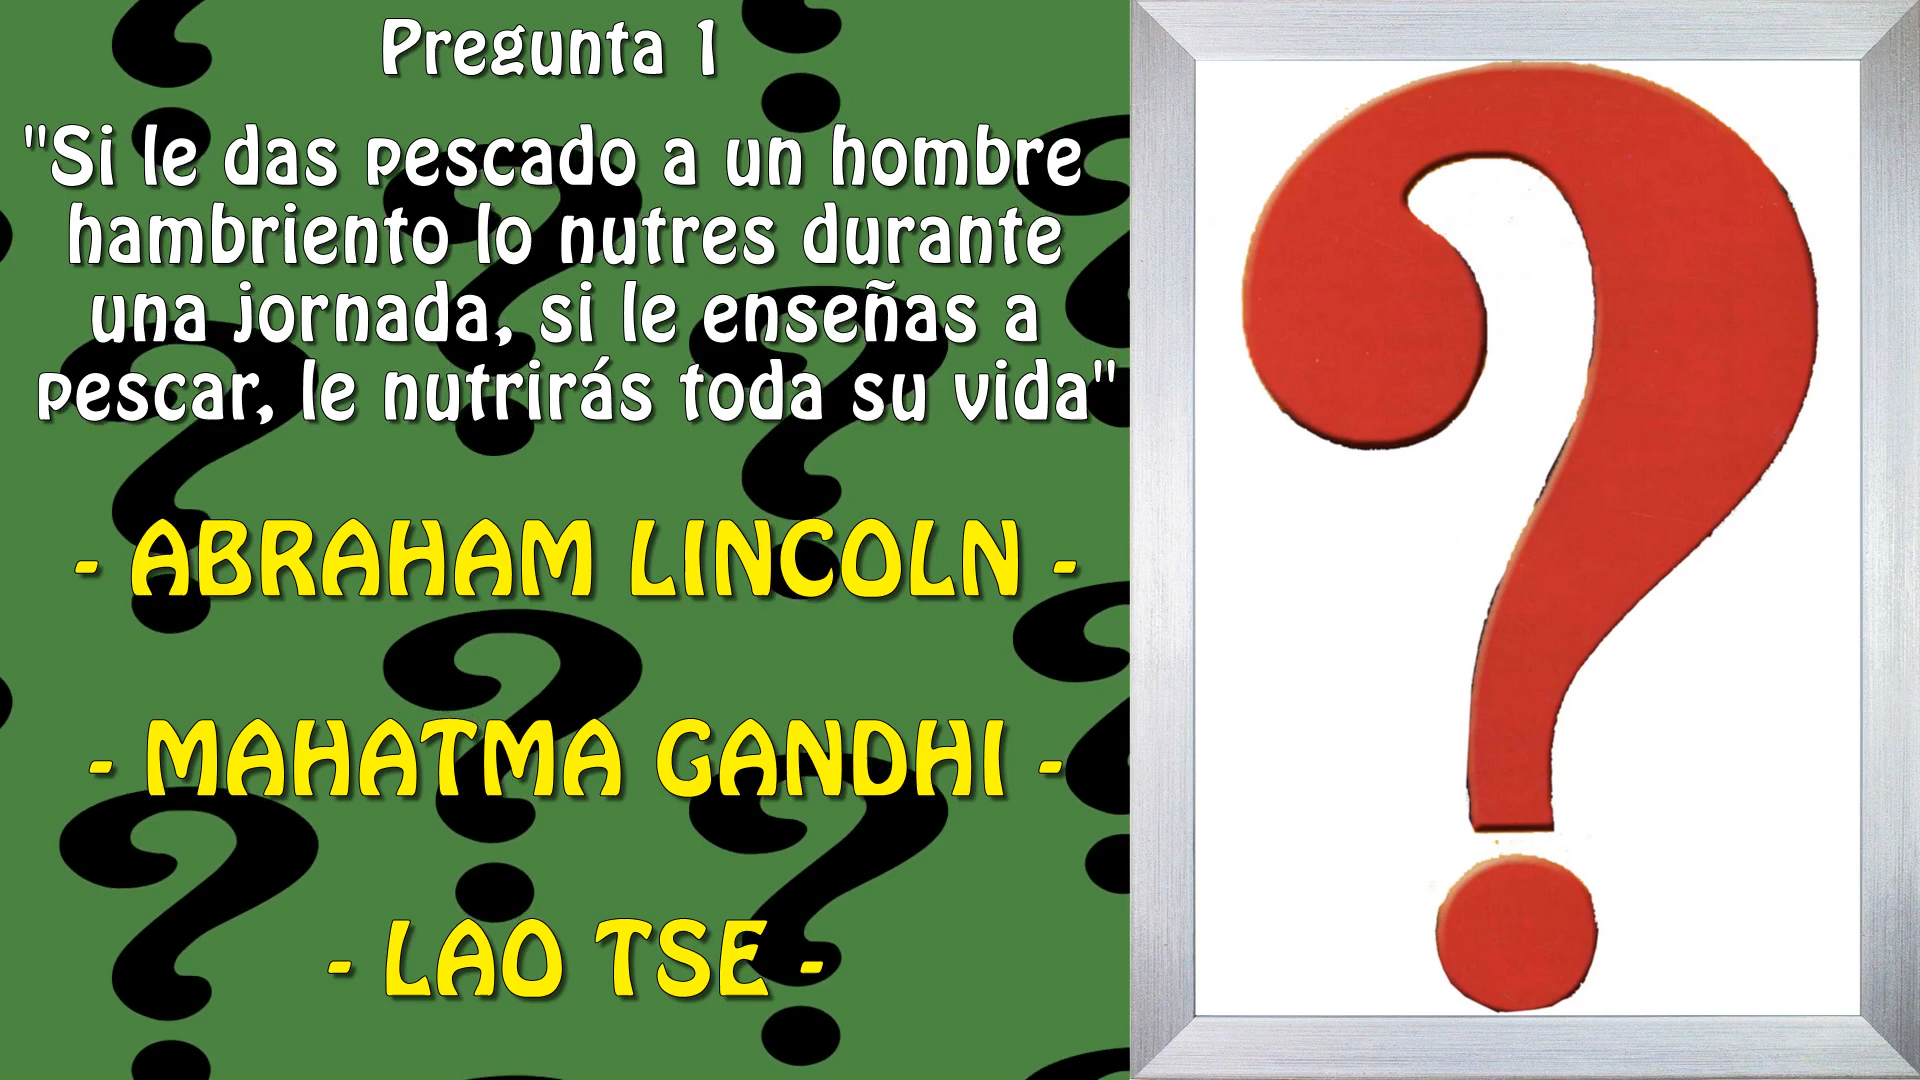 Pregunta 1
"Si le das pescado a un hombre
hambriento lo nutres durante
una jornada, si le enseñas a
pescar, le nutrirás toda su vida"
- ABRAHAM LINCOLN -
- MAHATMA GANDHI -
- LAO TSE -